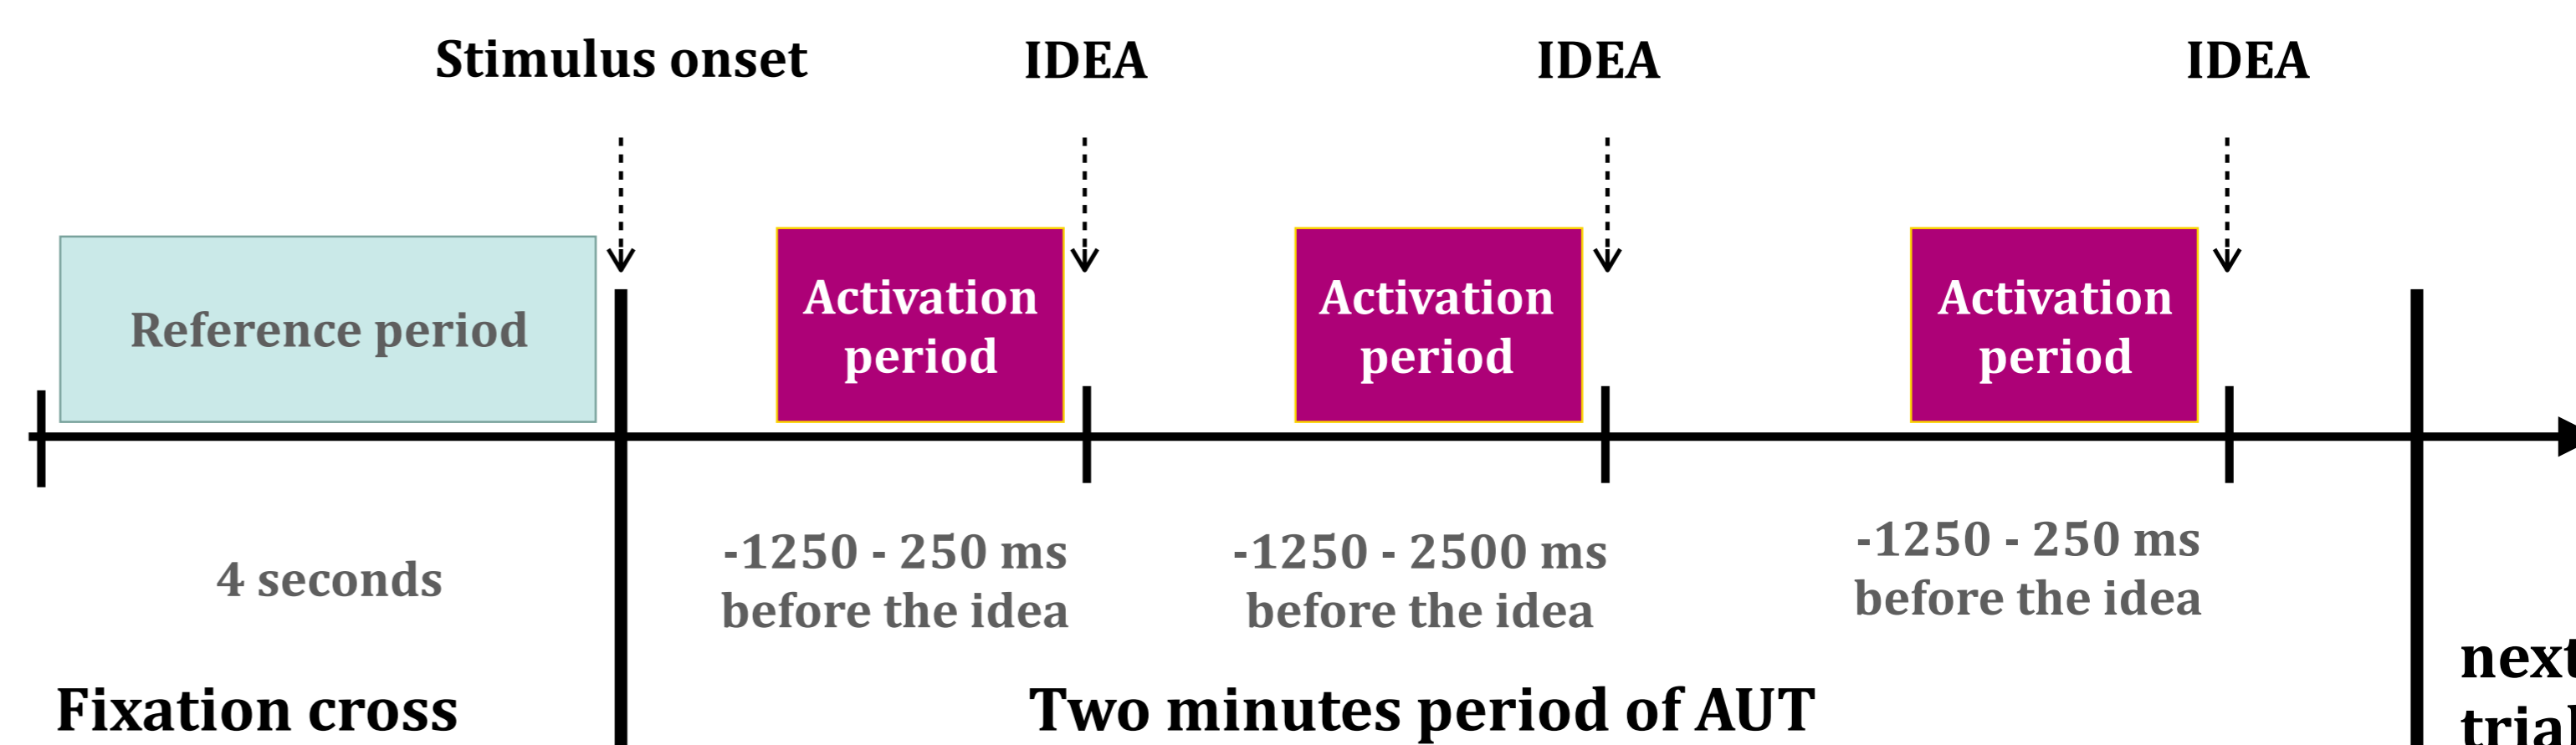 Stimulus onset
IDEA
IDEA
IDEA
Reference period
Activation
period
Activation
period
Activation
period
4 seconds
-1250 - 250 ms
before the idea
-1250 - 2500 ms
before the idea
-1250 - 250 ms
before the idea
Fixation cross
Two minutes period of AUT
next
trial